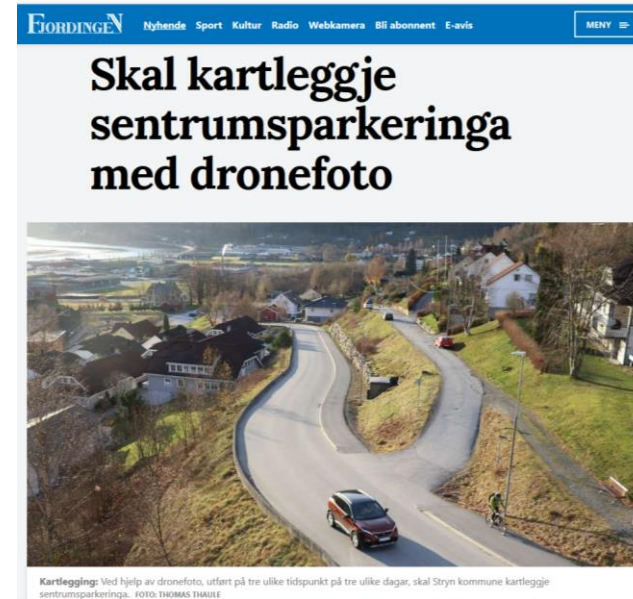 FJORDINGEN Nyhende Sport Kultur Radio Webkamera Bli abonnent E-avis MENY
Skal kartleggje
sentrumsparkeringa
med dronefoto
Kartlegging: Ved hjelp av dronefoto, utført på tre ulike tidspunkt på tre ulike dagar, skal Stryn kommune kartleggje
sentrumsparkeringa. FOTO: THOMAS THAULE